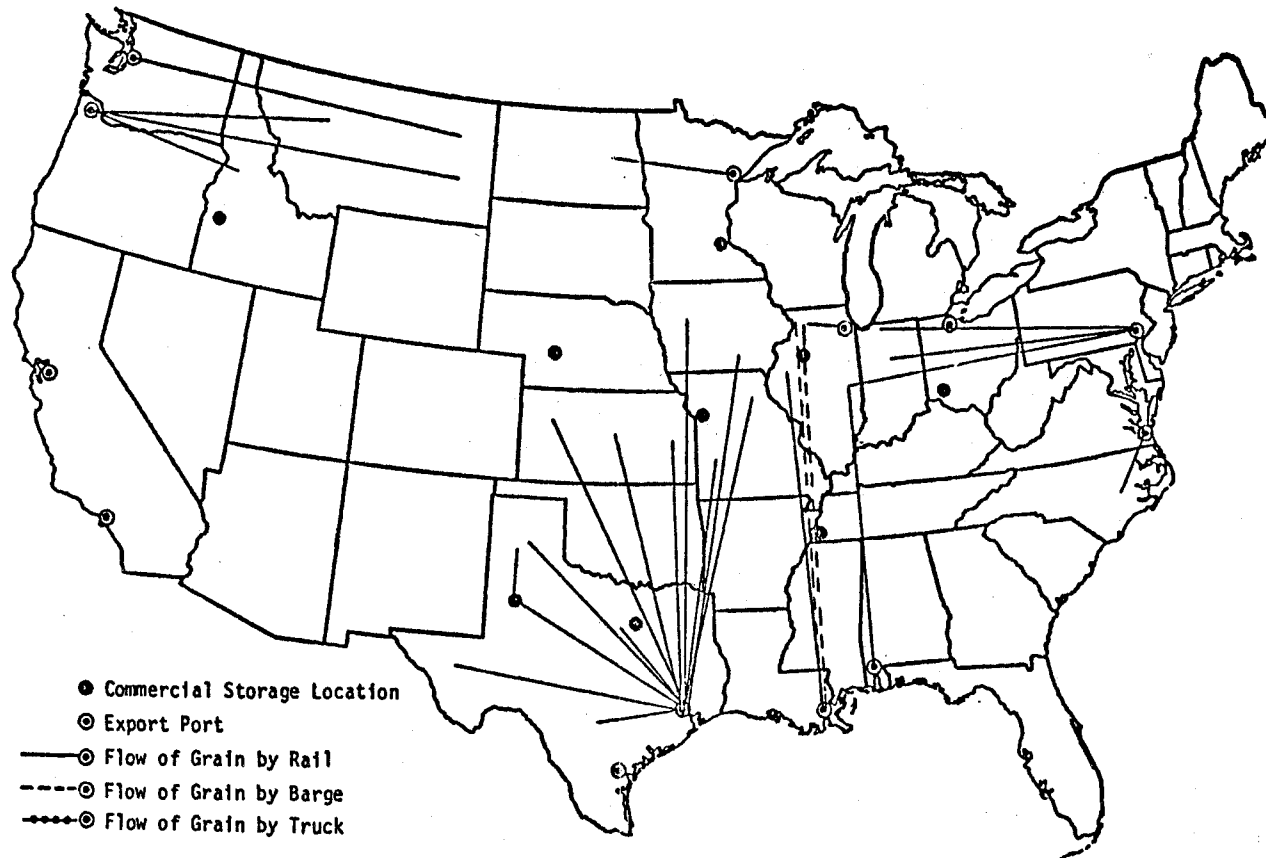 Commercial Storage Location
Export Port
Flow of Grain by Rail
Flow of Grain by Barge
Flow of Grain by Truck